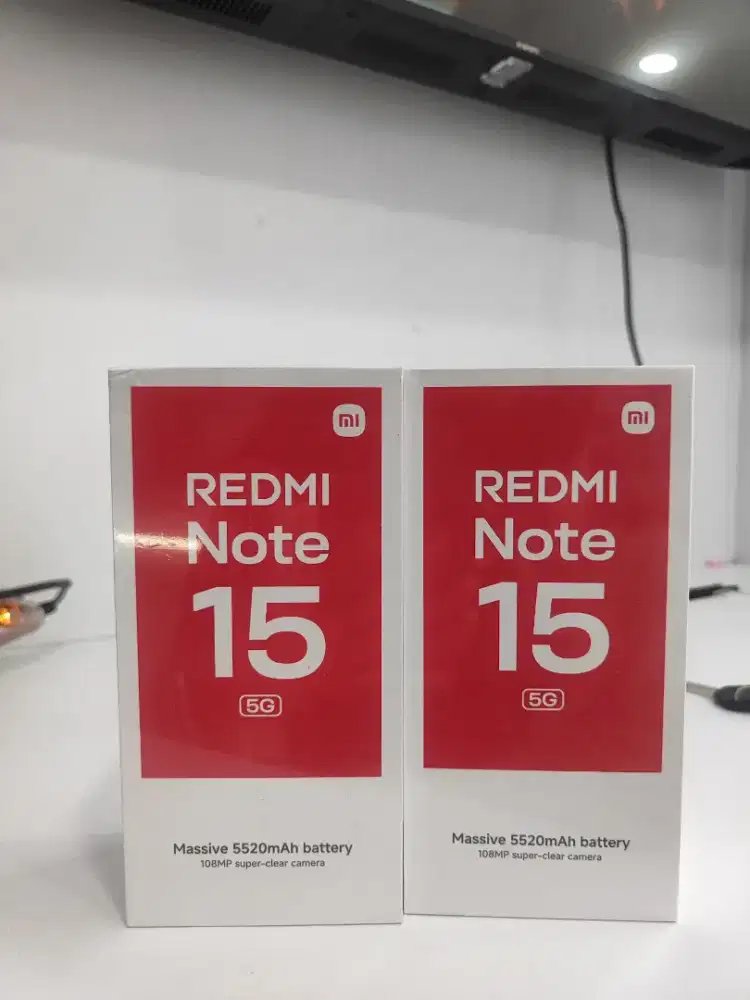 mi
REDMI
Note
15
5G
Massive 5520mAh battery
108MP super-clear camera
mi
REDMI
Note
15
5G
Massive 5520mAh battery
108MP super-clear camera